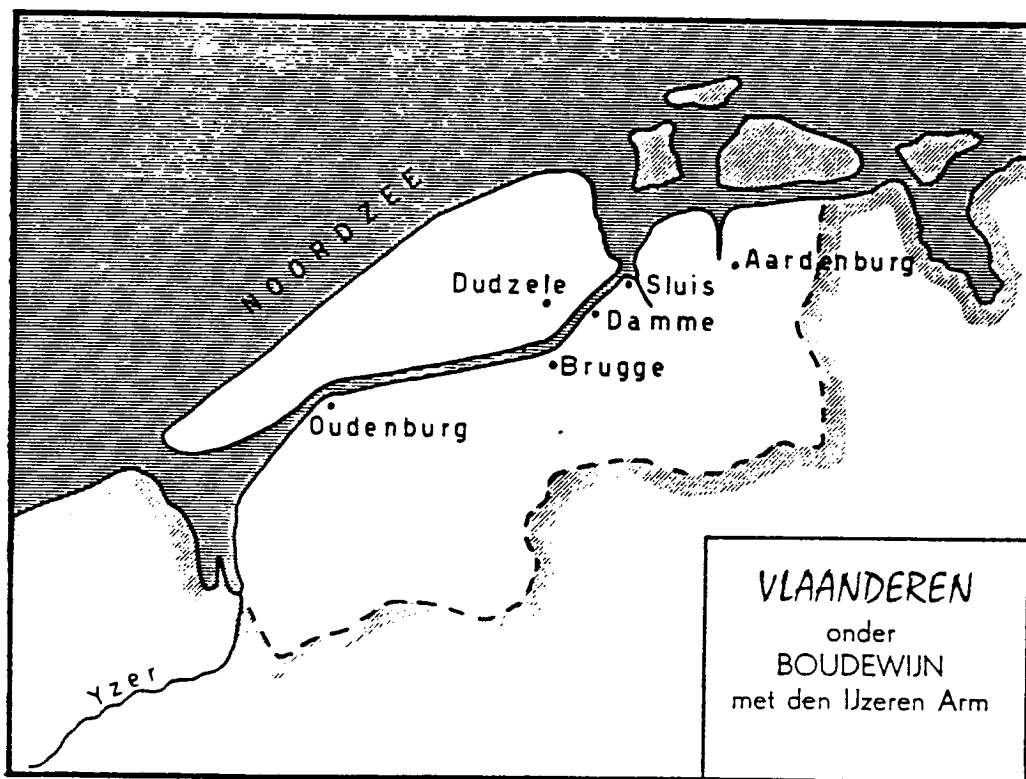 NOORDZEE
Aardenburg
Dudzele
Sluis
Damme
Brugge
Oudenburg
Yzer
VLAANDEREN
onder
BOUDEWIJN
met den IJzeren Arm